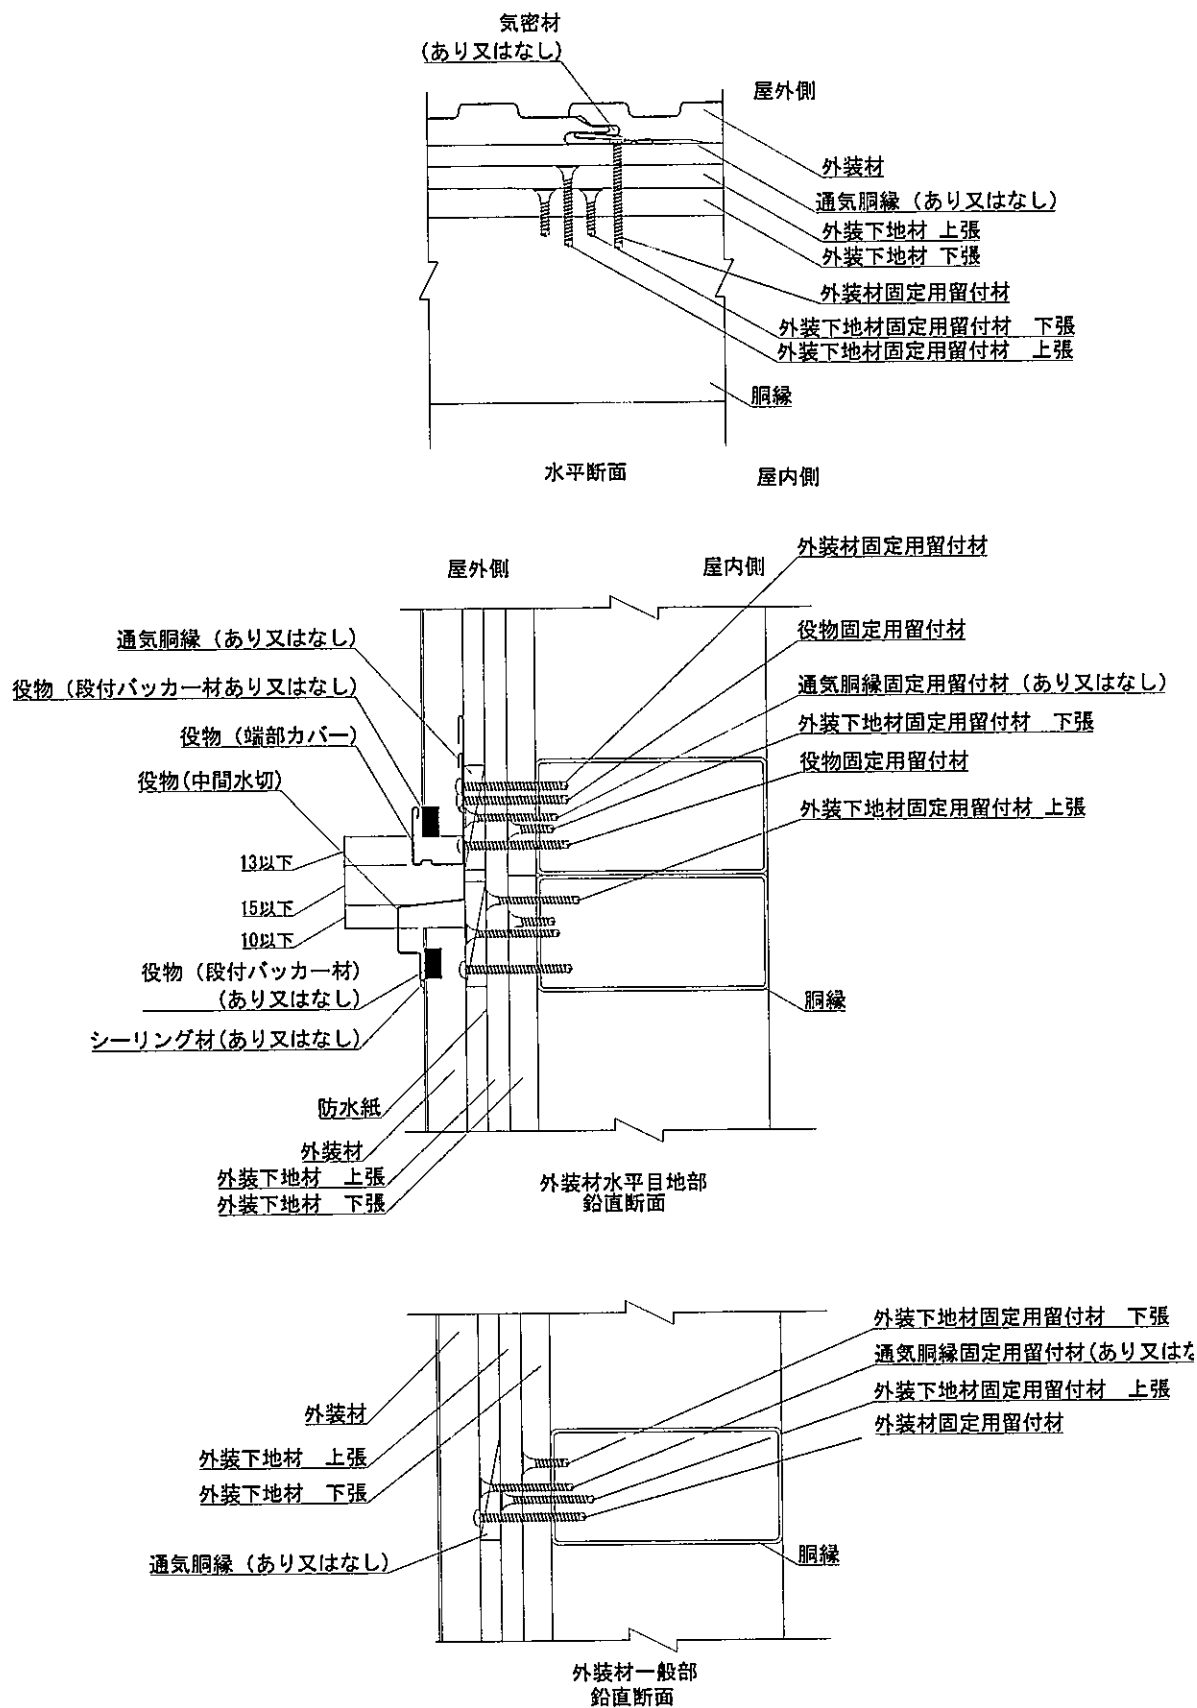 気密材
(あり又はなし)
屋外側
外装材
通気胴縁 (あり又はなし)
外装下地材 上張
外装下地材 下張
外装材固定用留付材
外装下地材固定用留付材 下張
外装下地材固定用留付材 上張
胴縁
水平断面
屋内側
外装材固定用留付材
屋外側
屋内側
通気胴縁 (あり又はなし)
役物固定用留付材
役物 (段付バッカー材あり又はなし)
通気胴縁固定用留付材 (あり又はなし)
役物 (端部カバー)
外装下地材固定用留付材 下張
役物(中間水切)
役物固定用留付材
外装下地材固定用留付材 上張
13以下
15以下
10以下
役物 (段付バッカー材)
(あり又はなし)
胴縁
シーリング材(あり又はなし)
防水紙
外装材
外装下地材 上張
外装下地材 下張
外装材水平目地部
鉛直断面
外装下地材固定用留付材 下張
通気胴縁固定用留付材(あり又はな
外装下地材固定用留付材 上張
外装材固定用留付材
外装材
外装下地材 上張
外装下地材 下張
通気胴縁 (あり又はなし)
胴縁
外装材一般部
鉛直断面